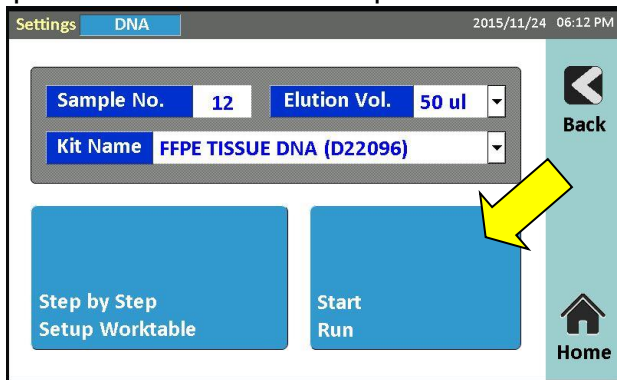 Settings DNA 2015/11/24 06:12 PM
Sample No. 12 Elution Vol. 50 ul
Back
Kit Name FFPE TISSUE DNA (D22096)
Step by Step
Setup Worktable
Start
Run
Home